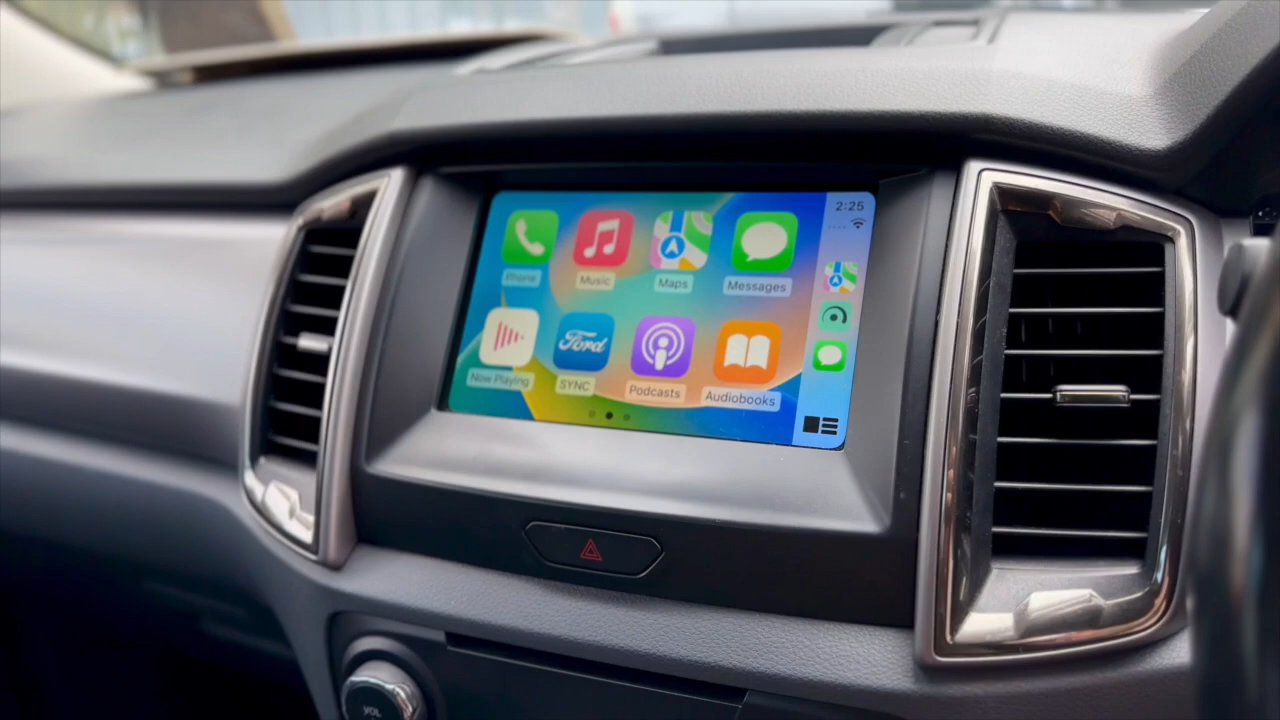 2:25
Phone Music Maps Messages
Ford
Now Playing SYNC Podcasts Audiobooks
VOL